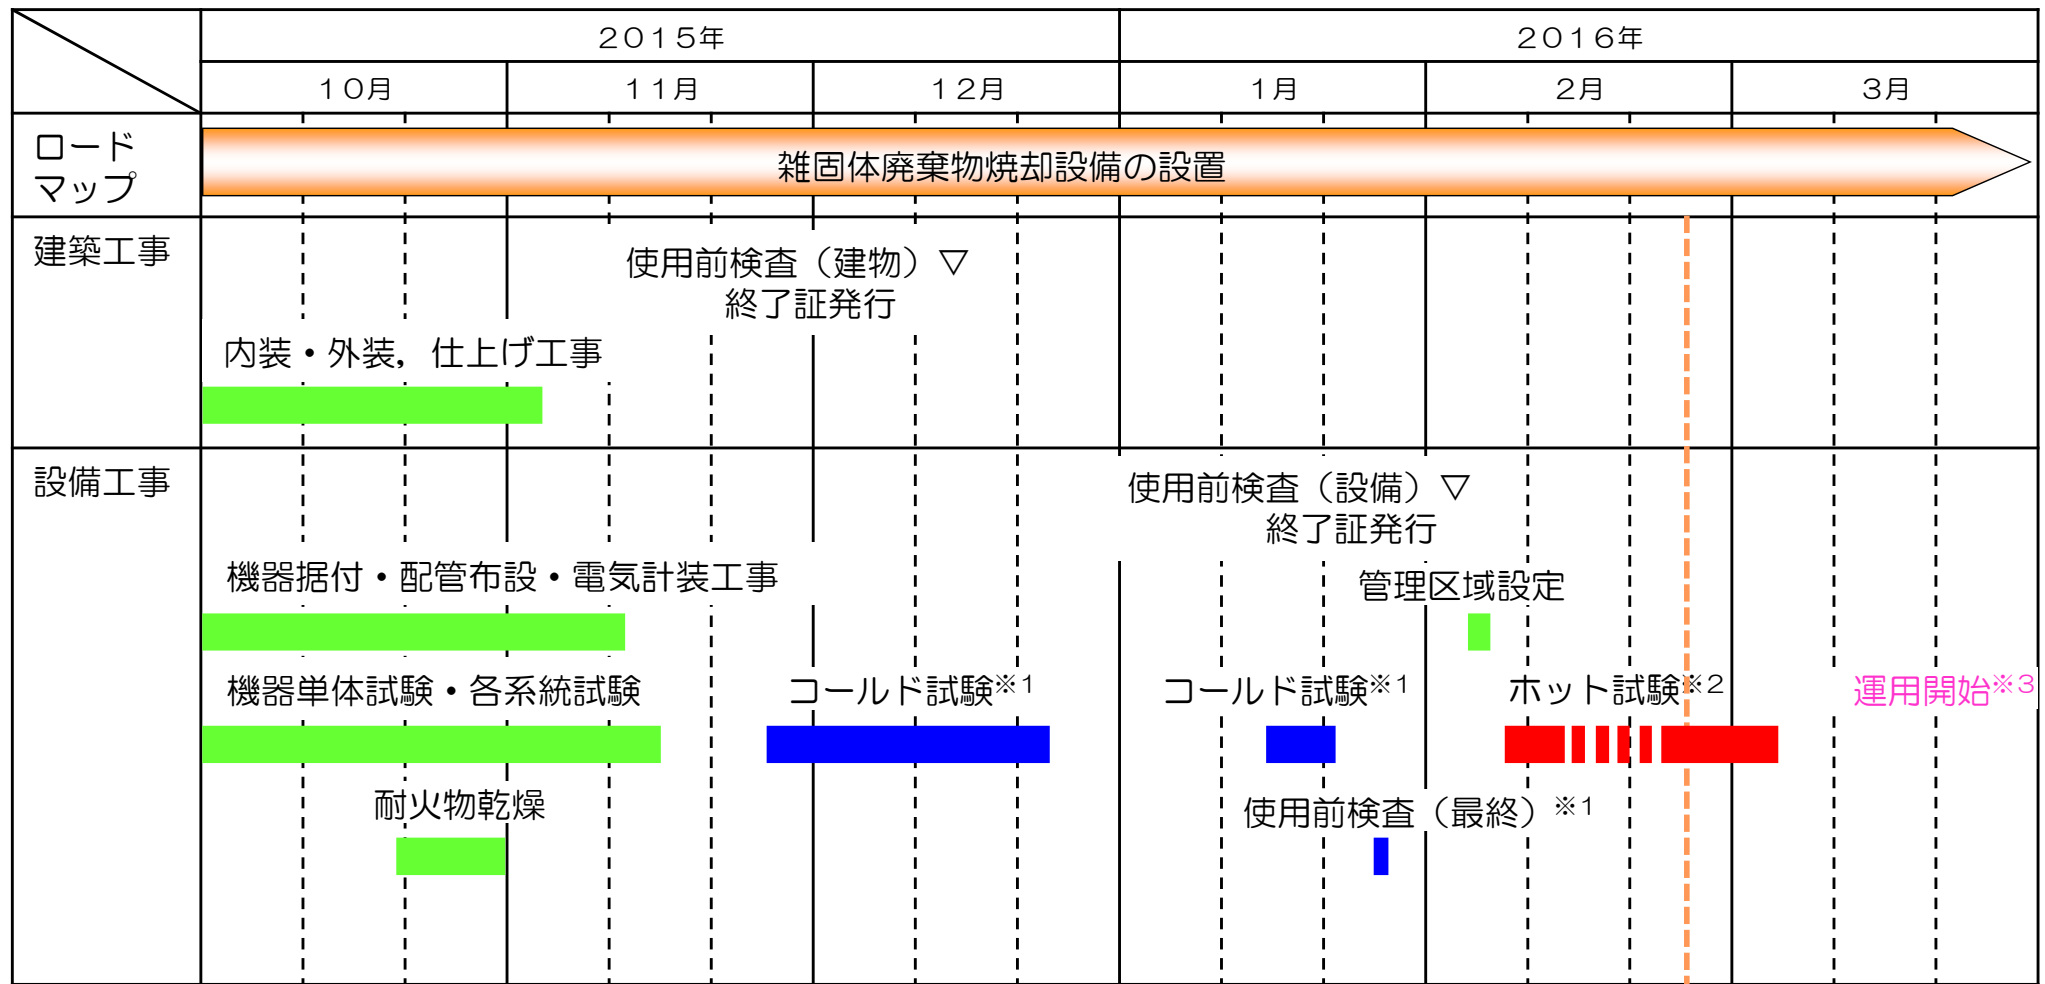 ２０１５年
２０１６年
１０月
１１月
１２月
１月
２月
３月
ロード
マップ
雑固体廃棄物焼却設備の設置
建築工事
使用前検査（建物）▽
終了証発行
内装・外装，仕上げ工事
設備工事
使用前検査（設備）▽
終了証発行
機器据付・配管布設・電気計装工事
管理区域設定
機器単体試験・各系統試験
コールド試験※１
コールド試験※１
ホット試験※２
運用開始※３
耐火物乾燥
使用前検査（最終）※１